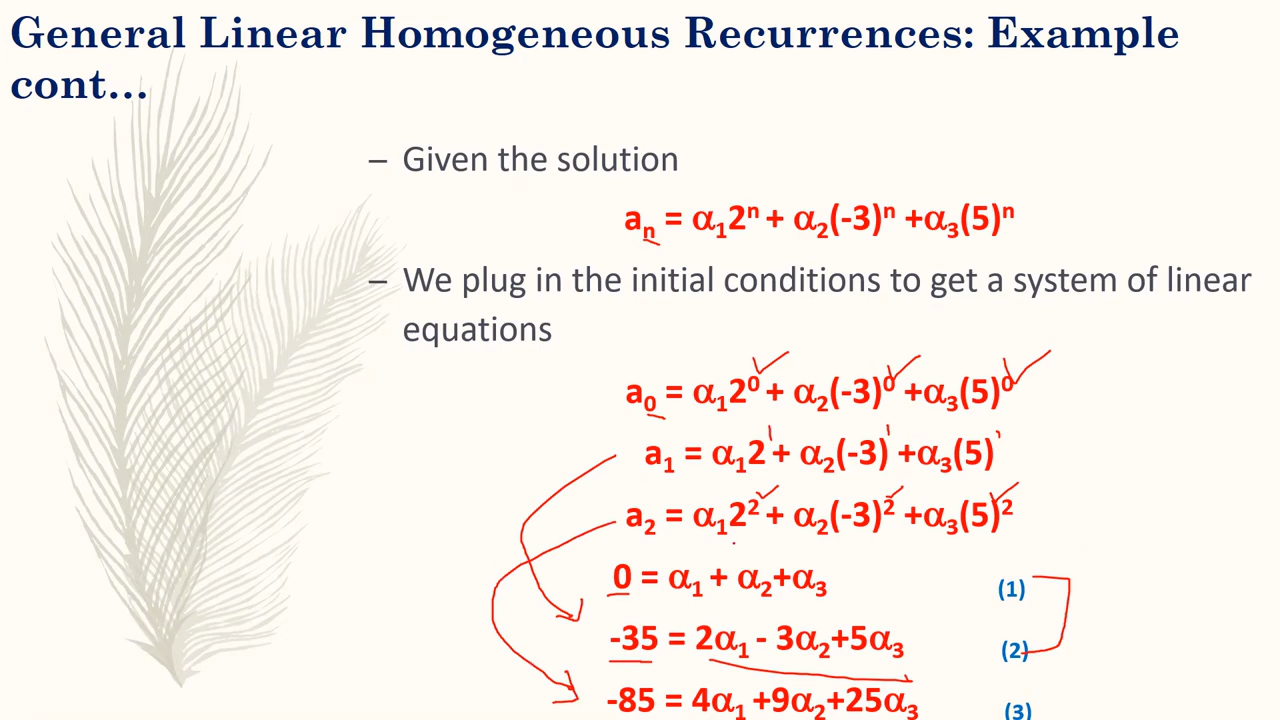 General Linear Homogeneous Recurrences: Example
cont...
– Given the solution
aₙ = α₁2ⁿ + α₂(-3)ⁿ +α₃(5)ⁿ
– We plug in the initial conditions to get a system of linear
equations
a₀ = α₁2⁰ + α₂(-3)⁰ +α₃(5)⁰
a₁ = α₁2¹ + α₂(-3)¹ +α₃(5)¹
a₂ = α₁2² + α₂(-3)² +α₃(5)²
0 = α₁ + α₂+α₃ (1)
-35 = 2α₁ - 3α₂+5α₃ (2)
-85 = 4α₁ +9α₂+25α₃ (3)